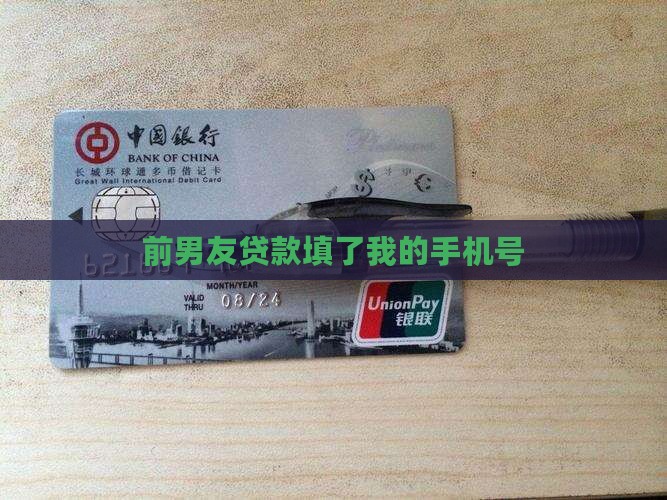 中國銀行
BANK OF CHINA
长城环球通多币借记卡
Great Wall International Debit Card
前男友贷款填了我的手机号
MONTH/YEAR
VALID THRU 08/24
UnionPay
银联